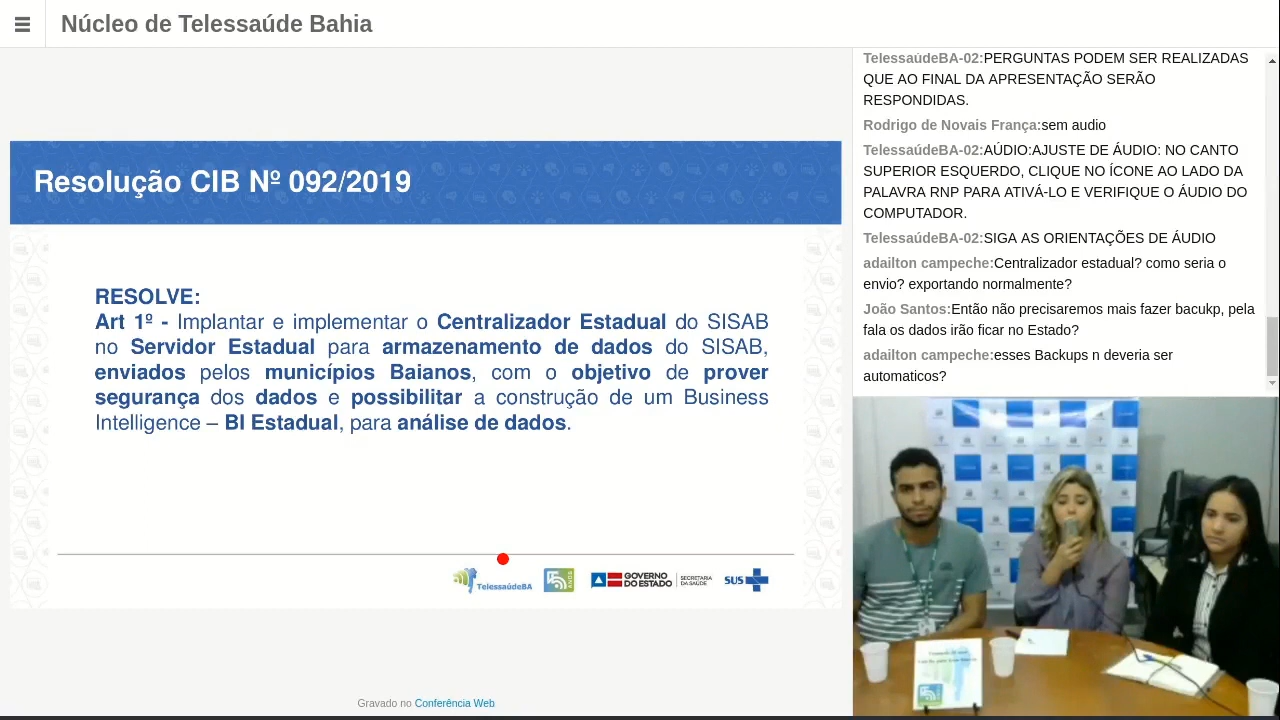 Núcleo de Telessaúde Bahia
Resolução CIB Nº 092/2019
RESOLVE:
Art 1º - Implantar e implementar o Centralizador Estadual do SISAB
no Servidor Estadual para armazenamento de dados do SISAB,
enviados pelos municípios Baianos, com o objetivo de prover
segurança dos dados e possibilitar a construção de um Business
Intelligence – BI Estadual, para análise de dados.
TelessaúdeBA
GOVERNO
DO ESTADO
SECRETARIA
DA SAÚDE
SUS
Gravado no Conferência Web
TelessaúdeBA-02:PERGUNTAS PODEM SER REALIZADAS
QUE AO FINAL DA APRESENTAÇÃO SERÃO
RESPONDIDAS.
Rodrigo de Novais França:sem audio
TelessaúdeBA-02:AÚDIO:AJUSTE DE ÁUDIO: NO CANTO
SUPERIOR ESQUERDO, CLIQUE NO ÍCONE AO LADO DA
PALAVRA RNP PARA ATIVÁ-LO E VERIFIQUE O ÁUDIO DO
COMPUTADOR.
TelessaúdeBA-02:SIGA AS ORIENTAÇÕES DE ÁUDIO
adailton campeche:Centralizador estadual? como seria o
envio? exportando normalmente?
João Santos:Então não precisaremos mais fazer bacukp, pela
fala os dados irão ficar no Estado?
adailton campeche:esses Backups n deveria ser
automaticos?